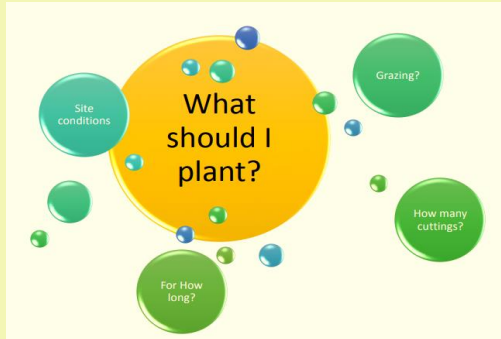 What
should I
plant?
Site
conditions
Grazing?
How many
cuttings?
For How
long?